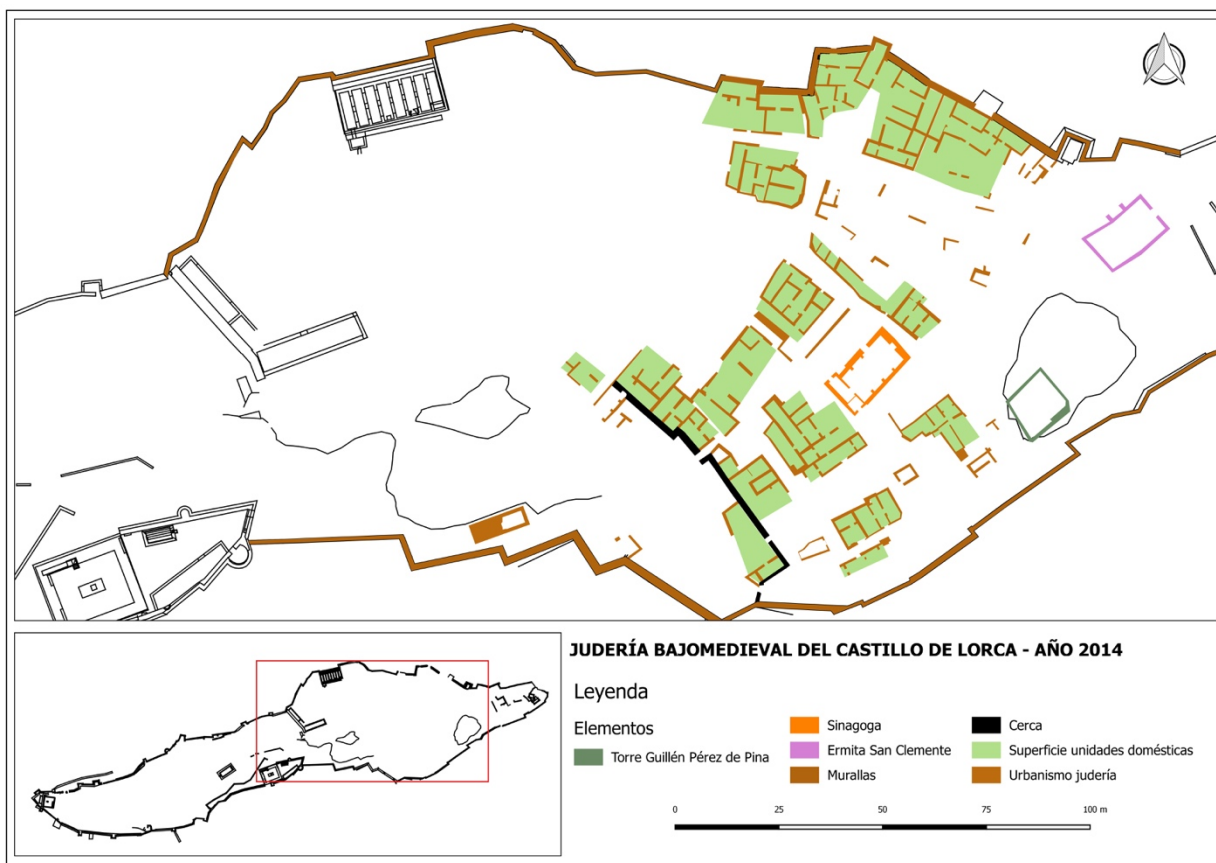 JUDERÍA BAJOMEDIEVAL DEL CASTILLO DE LORCA - AÑO 2014
Leyenda
Elementos
Torre Guillén Pérez de Pina
Sinagoga
Ermita San Clemente
Murallas
Cerca
Superficie unidades domésticas
Urbanismo judería
0 25 50 75 100 m